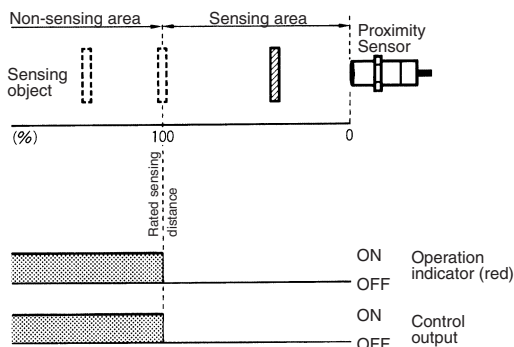 Non-sensing area
Sensing area
Proximity
Sensor
Sensing
object
(%)
100
0
Rated sensing
distance
ON
OFF
Operation
indicator (red)
ON
OFF
Control
output